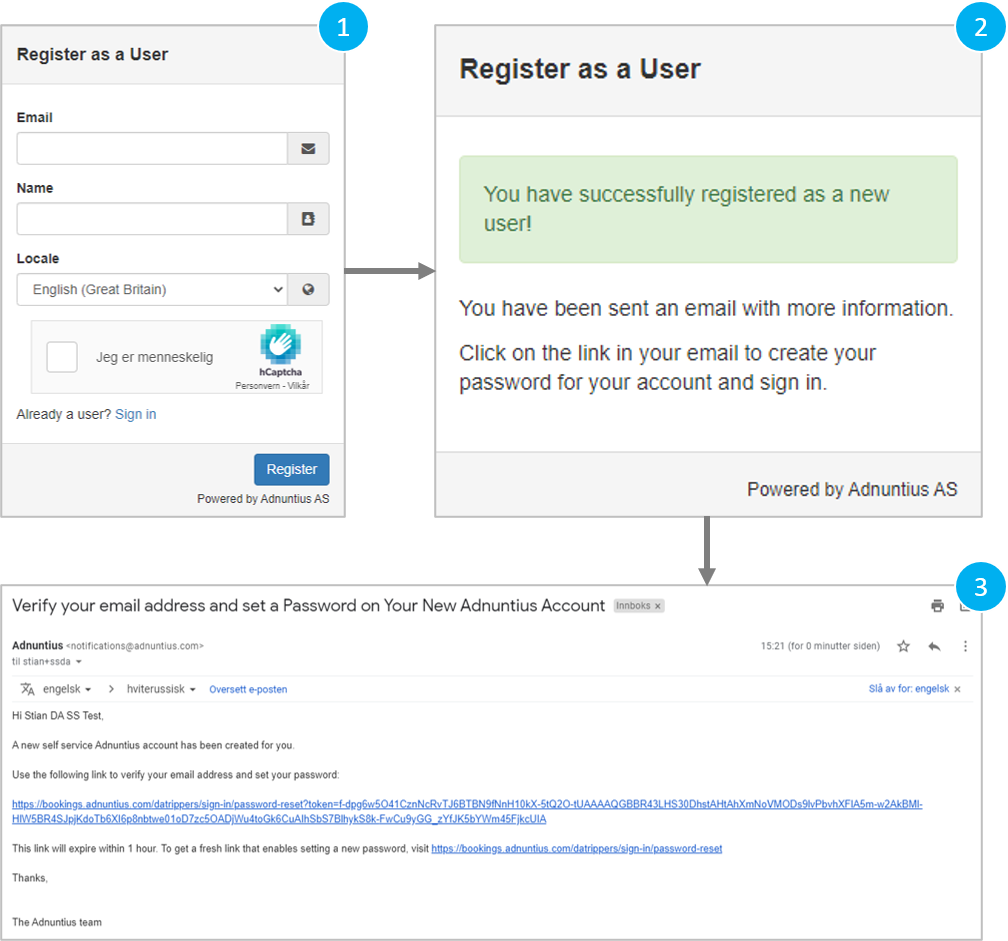 1
Register as a User
Email
Name
Locale
English (Great Britain)
Jeg er menneskelig
hCaptcha
Personvern - Vilkår
Already a user? Sign in
Register
Powered by Adnuntius AS
2
Register as a User
You have successfully registered as a new
user!
You have been sent an email with more information.
Click on the link in your email to create your
password for your account and sign in.
Powered by Adnuntius AS
3
Verify your email address and set a Password on Your New Adnuntius Account Innboks x
Adnuntius <notifications@adnuntius.com>
15:21 (for 0 minutter siden)
til stian+ssda
engelsk > hviterussisk Oversett e-posten
Slå av for: engelsk x
Hi Stian DA SS Test,
A new self service Adnuntius account has been created for you.
Use the following link to verify your email address and set your password:
https://bookings.adnuntius.com/datrippers/sign-in/password-reset?token=f-dpg6w5O41CznNcRvTJ6BTBN9fNnH10kX-5tQ2O-tUAAAAQGBBR43LHS30DhstAHtAhXmNoVMODs9lvPbvhXFIA5m-w2AkBMl-
HlW5BR4SJpjKdoTb6XI6p8nbtwe01oD7zc5OADjWu4toGk6CuAIhSbS7BlhykS8k-FwCu9yGG_zYfJK5bYWm45FjkcUIA
This link will expire within 1 hour. To get a fresh link that enables setting a new password, visit https://bookings.adnuntius.com/datrippers/sign-in/password-reset
Thanks,
The Adnuntius team